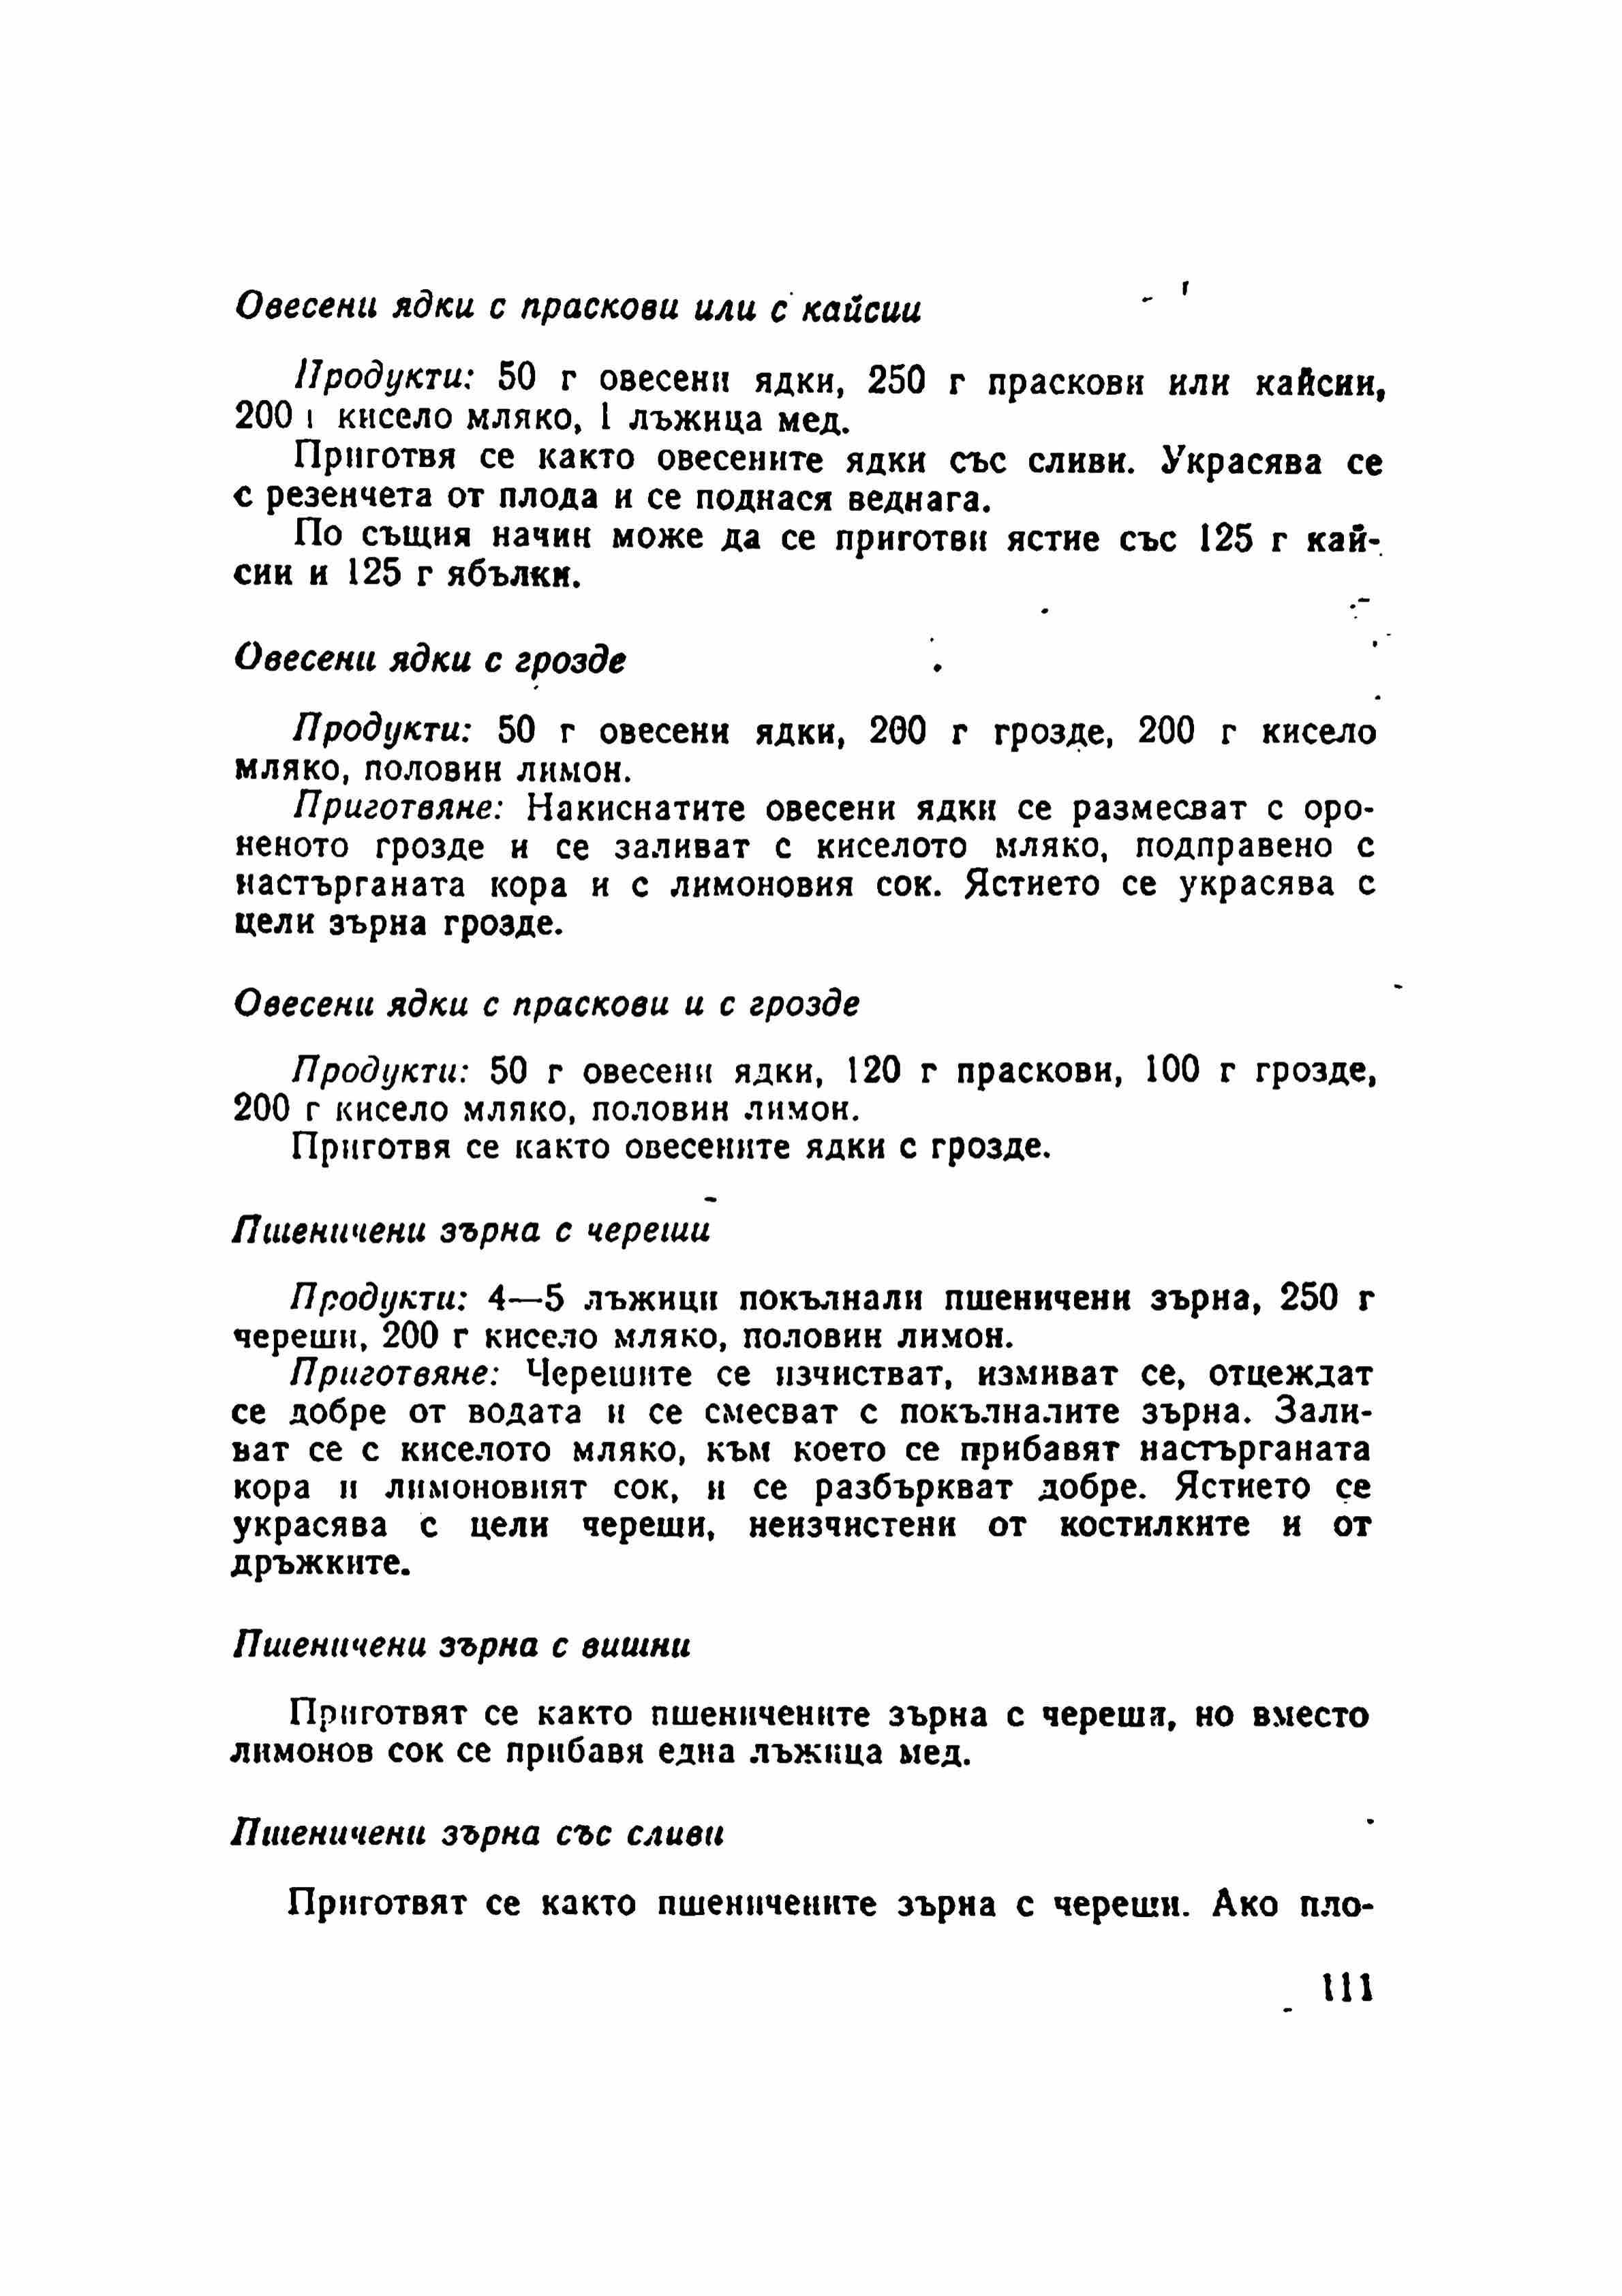 Овесени ядки с праскови или с кайсии
Продукти: 50 г овесени ядки, 250 г праскови или кайсии,
200 г кисело мляко, 1 лъжица мед.
Приготвя се както овесените ядки със сливи. Украсява се
с резенчета от плода и се поднася веднага.
По същия начин може да се приготви ястие със 125 г кай-
сии и 125 г ябълки.
Овесени ядки с грозде
Продукти: 50 г овесени ядки, 200 г грозде, 200 г кисело
мляко, половин лимон.
Приготвяне: Накиснатите овесени ядки се размесват с оро-
неното грозде и се заливат с киселото мляко, подправено с
настърганата кора и с лимоновия сок. Ястието се украсява с
цели зърна грозде.
Овесени ядки с праскови и с грозде
Продукти: 50 г овесени ядки, 120 г праскови, 100 г грозде,
200 г кисело мляко, половин лимон.
Приготвя се както овесените ядки с грозде.
Пшеничени зърна с череши
Продукти: 4—5 лъжици покълнали пшеничени зърна, 250 г
череши, 200 г кисело мляко, половин лимон.
Приготвяне: Черешите се изчистват, измиват се, отцеждат
се добре от водата и се смесват с покълналите зърна. Зали-
ват се с киселото мляко, към което се прибавят настърганата
кора и лимоновият сок, и се разбъркват добре. Ястието се
украсява с цели череши, неизчистени от костилките и от
дръжките.
Пшеничени зърна с вишни
Приготвят се както пшеничените зърна с череши, но вместо
лимонов сок се прибавя една лъжица мед.
Пшеничени зърна със сливи
Приготвят се както пшеничените зърна с череши. Ако пло-
111